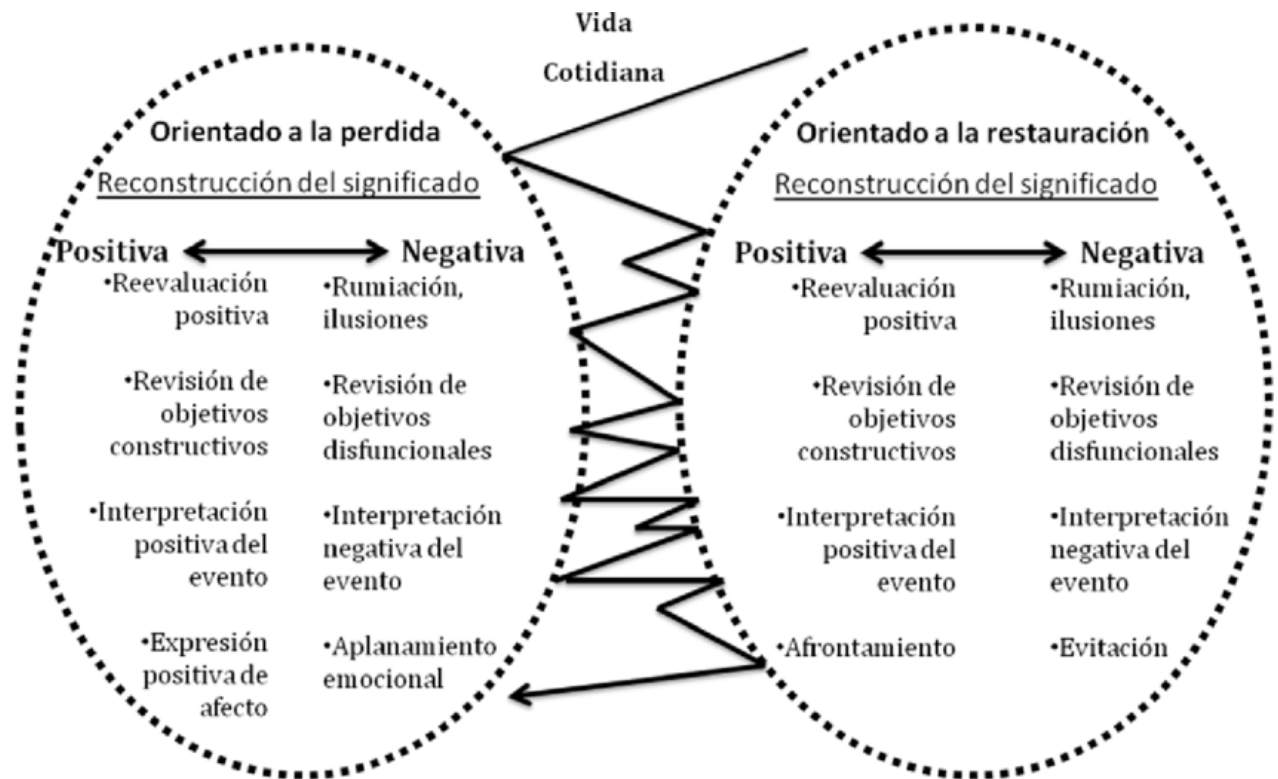 Vida
Cotidiana
Orientado a la perdida
Reconstrucción del significado
Positiva
Negativa
•Reevaluación
positiva
•Revisión de
objetivos
constructivos
•Interpretación
positiva del
evento
•Expresión
positiva de
afecto
•Rumiación,
ilusiones
•Revisión de
objetivos
disfuncionales
•Interpretación
negativa del
evento
•Aplanamiento
emocional
Orientado a la restauración
Reconstrucción del significado
Positiva
Negativa
•Reevaluación
positiva
•Revisión de
objetivos
constructivos
•Interpretación
positiva del
evento
•Afrontamiento
•Rumiación,
ilusiones
•Revisión de
objetivos
disfuncionales
•Interpretación
negativa del
evento
•Evitación